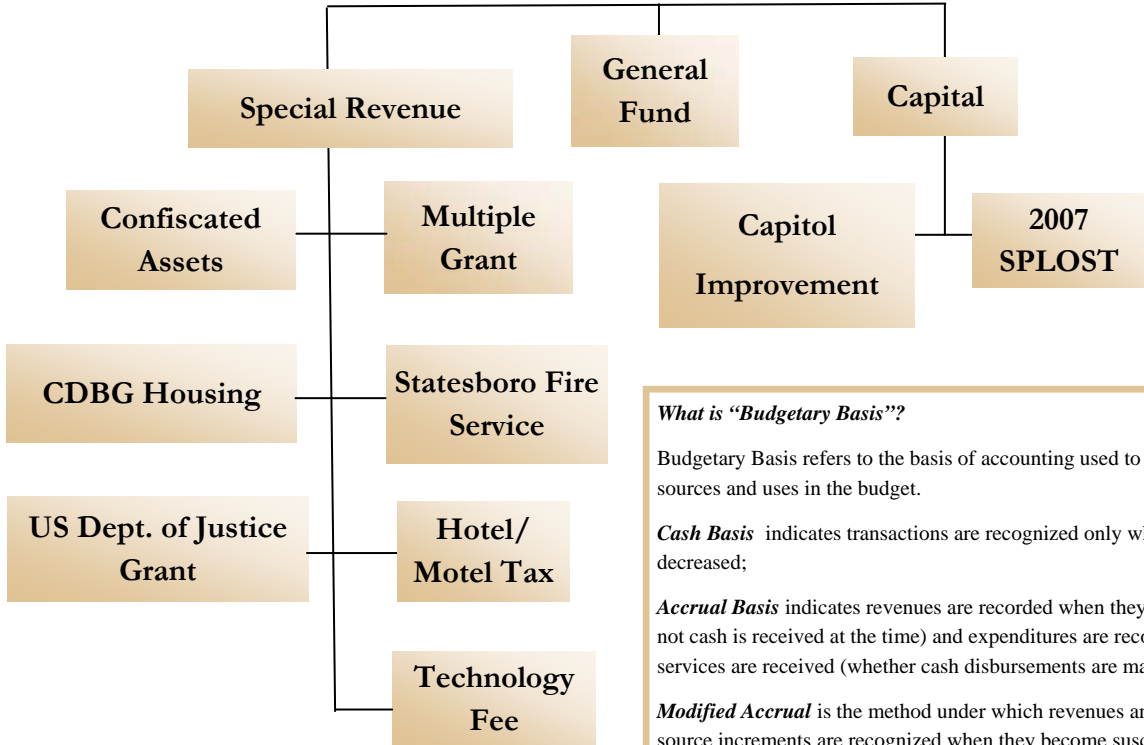 General
Fund
Special Revenue
Capital
Confiscated
Assets
Multiple
Grant
Capitol
Improvement
2007
SPLOST
CDBG Housing
Statesboro Fire
Service
US Dept. of Justice
Grant
Hotel/
Motel Tax
Technology
Fee
What is “Budgetary Basis”?
Budgetary Basis refers to the basis of accounting used to
sources and uses in the budget.
Cash Basis indicates transactions are recognized only
decreased;
Accrual Basis indicates revenues are recorded when they
not cash is received at the time) and expenditures are
services are received (whether cash disbursements are
Modified Accrual is the method under which revenues
source increments are recognized when they become